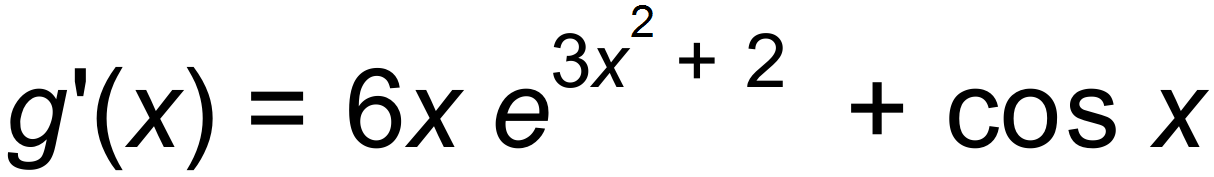 g'(x) = 6x e^{3x^2 + 2} + cos x